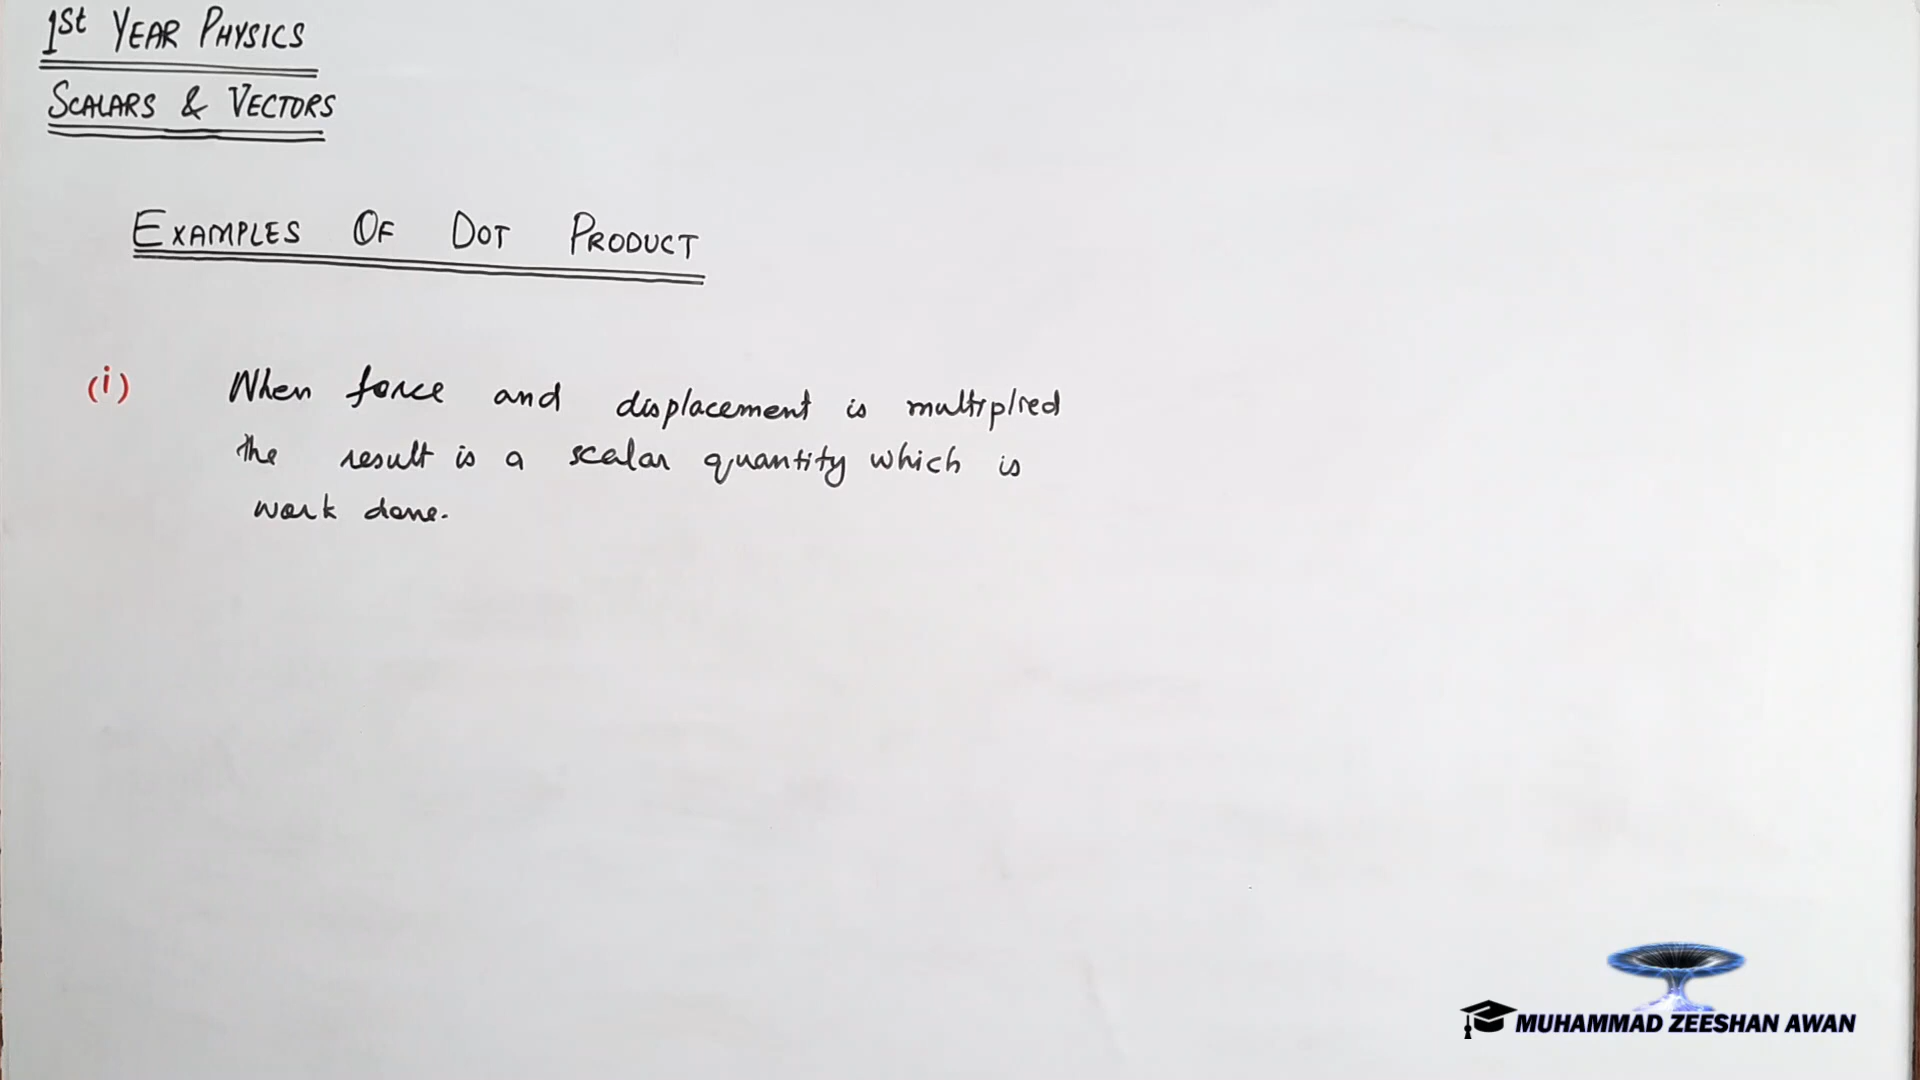 1st YEAR PHYSICS
SCALARS & VECTORS
EXAMPLES OF DOT PRODUCT
(i) When force and displacement is multiplied
the result is a scalar quantity which is
work done.
MUHAMMAD ZEESHAN AWAN